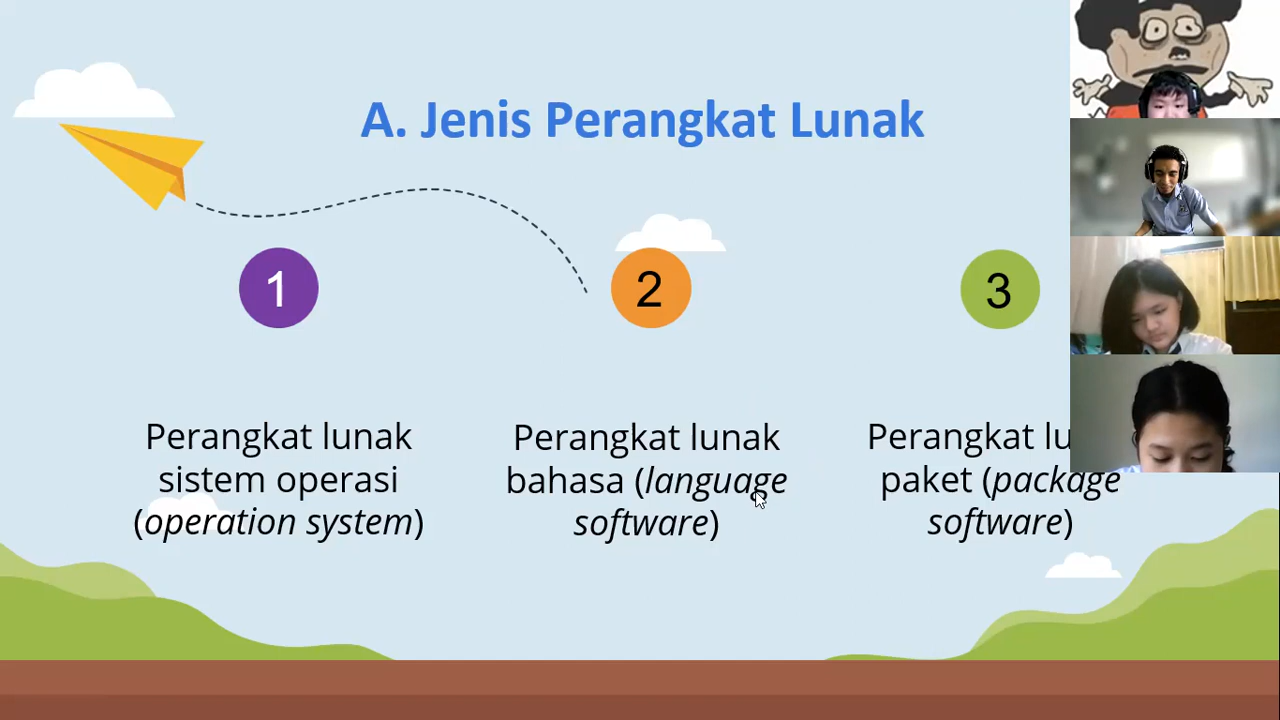 A. Jenis Perangkat Lunak
1
2
3
Perangkat lunak
sistem operasi
(operation system)
Perangkat lunak
bahasa (language
software)
Perangkat
paket (package
software)